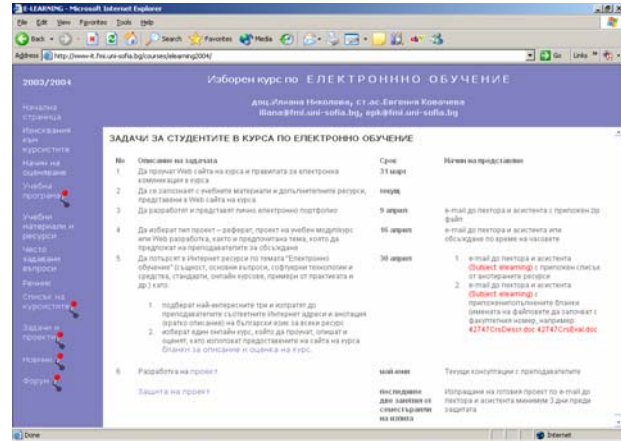 E-LEARNING - Microsoft Internet Explorer
File Edit View Favorites Tools Help
Back Search Favorites Media
Address http://www-it.fmi.uni-sofia.bg/courses/elearning2004/ Go Links
2003/2004
Изборен курс по ЕЛЕКТРОННО ОБУЧЕНИЕ
доц.Илиана Николова, ст.ас.Евгения Ковачева
iliana@fmi.uni-sofia.bg, epk@fmi.uni-sofia.bg
Начална
страница
Изисквания
към
курсистите
Начин на
оценяване
Учебна
програма
Учебни
материали и
ресурси
Често
задавани
въпроси
Речник
Списък на
курсистите
Задачи и
проекти
Новини
Форум
ЗАДАЧИ ЗА СТУДЕНТИТЕ В КУРСА ПО ЕЛЕКТРОННО ОБУЧЕНИЕ
№ Описание на задачата Срок Начин на представяне
1 Да проучат Web сайта на курса и правилата за електронна 31 март
комуникация в курса
2 Да се запознаят с учебните материали и допълнителните ресурси, текущ
представени в Web сайта на курса
3 Да разработят и представят лично електронно портфолио 9 април e-mail до лектора и асистента с приложен zip
файл
4 Да изберат тип проект – реферат, проект на учебен модул/курс 16 април e-mail до лектора и асистента или
или Web разработка, както и предпочитана тема, която да обсъждане по време на часовете
предложат на преподавателите за обсъждане
5 Да потърсят в Интернет ресурси по темата "Електронно 30 април
обучение" (същност, основни въпроси, софтуерни технологии и
средства, стандарти, онлайн курсове, примери от практиката и
др.) като:
1. подберат най-интересните три и изпратят до
преподавателите съответните Интернет адреси и анотация
(кратко описание) на български език за всеки ресурс
2. изберат един онлайн курс, който да проучат, опишат и
оценят, като използват предоставените на сайта на курса
бланки за описание и оценка на курс.
1. e-mail до лектора и асистента
(Subject elearning) с приложен списък
от анотираните ресурси
2. e-mail до лектора и асистента
(Subject elearning) с
приложени попълнените бланки
(имената на файловете да започват с
факултетния номер, например:
42747CrsDescr.doc 42747CrsEval.doc
6 Разработка на проект май-юни Текущи консултации с преподавателите
Защита на проект
последните
две занятия от
семестъра или
на изпита
Изпращане на готовия проект по e-mail до
лектора и асистента минимум 3 дни преди
защитата
Done Internet